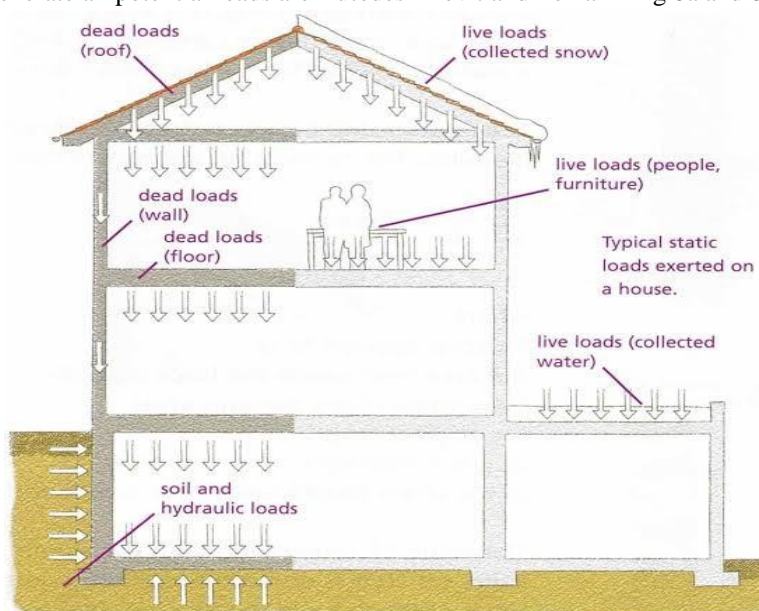 dead loads
(roof)
live loads
(collected snow)
live loads (people,
furniture)
dead loads
(wall)
dead loads
(floor)
Typical static
loads exerted on
a house.
live loads (collected
water)
soil and
hydraulic loads